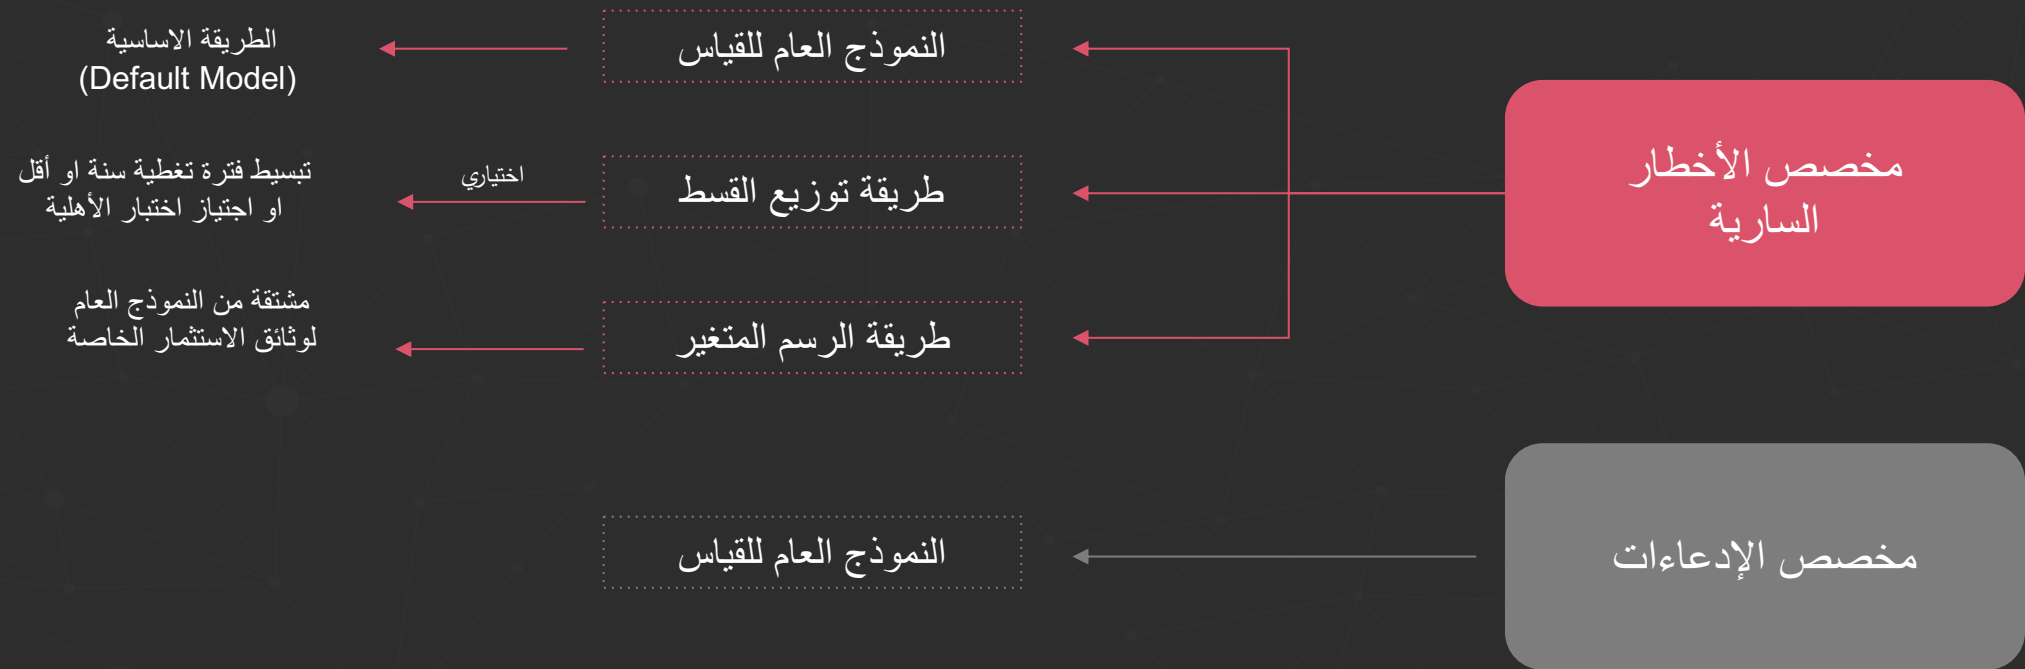 مخصص الأخطار
السارية
النموذج العام للقياس
الطريقة الاساسية
(Default Model)
طريقة توزيع القسط
اختياري
تبسيط فترة تغطية سنة او أقل
او اجتياز اختبار الأهلية
طريقة الرسم المتغير
مشتقة من النموذج العام
لوثائق الاستثمار الخاصة
مخصص الإدعاءات
النموذج العام للقياس